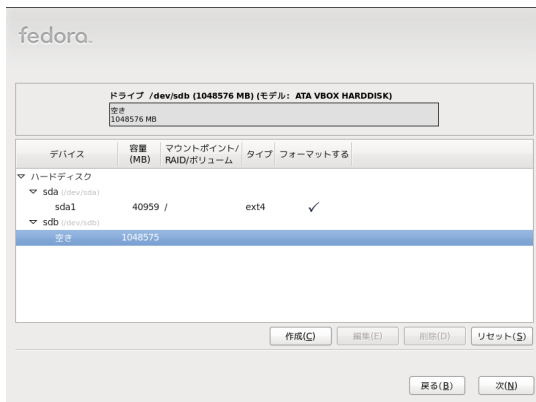 fedora.
ドライブ /dev/sdb (1048576 MB) (モデル: ATA VBOX HARDDISK)
空き
1048576 MB
デバイス 容量 (MB) マウントポイント/ RAID/ボリューム タイプ フォーマットする
ハードディスク
sda (/dev/sda)
sda1 40959 / ext4 ✓
sdb (/dev/sdb)
空き 1048575
作成(C) 編集(E) 削除(D) リセット(S)
戻る(B) 次(N)